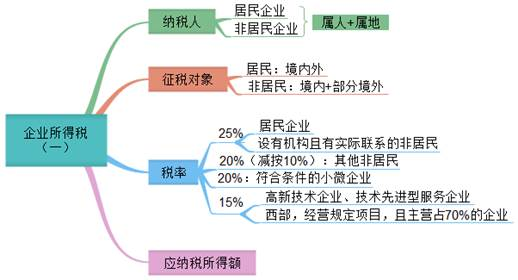 企业所得税
(一)
纳税人
居民企业
非居民企业
属人+属地
征税对象
居民：境内外
非居民：境内+部分境外
税率
25%
居民企业
设有机构且有实际联系的非居民
20%（减按10%）：其他非居民
20%：符合条件的小微企业
15%
高新技术企业、技术先进型服务企业
西部，经营规定项目，且主营占70%的企业
应纳税所得额